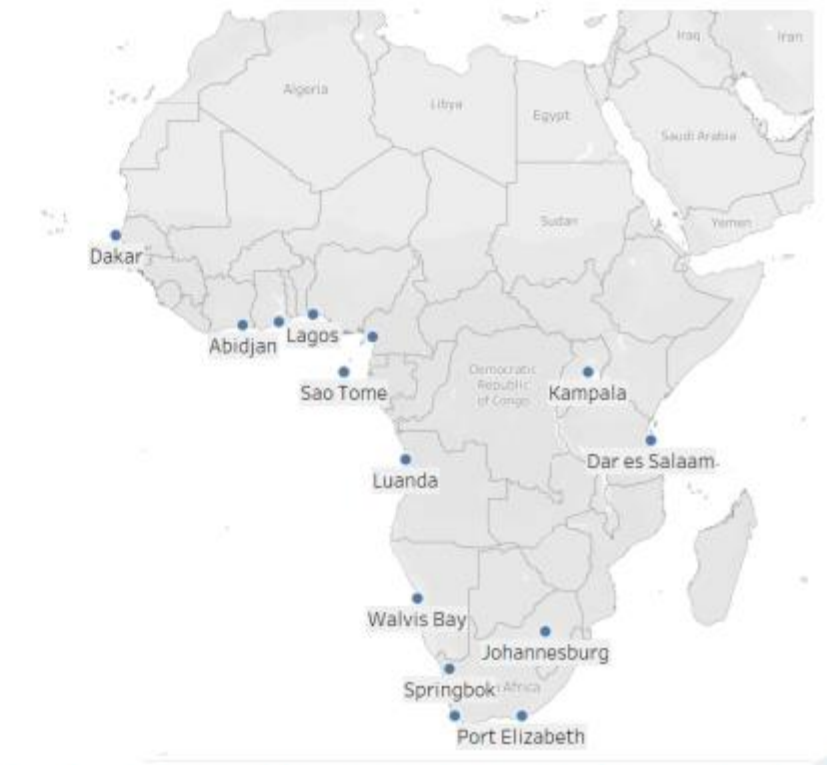 Iraq
Iran
Algeria
Libya
Egypt
Saudi Arabia
Sudan
Yemen
Dakar
Lagos
Abidjan
Democratic
Republic
of Congo
Sao Tome
Kampala
Dar es Salaam
Luanda
Walvis Bay
Johannesburg
Springbok
Africa
Port Elizabeth